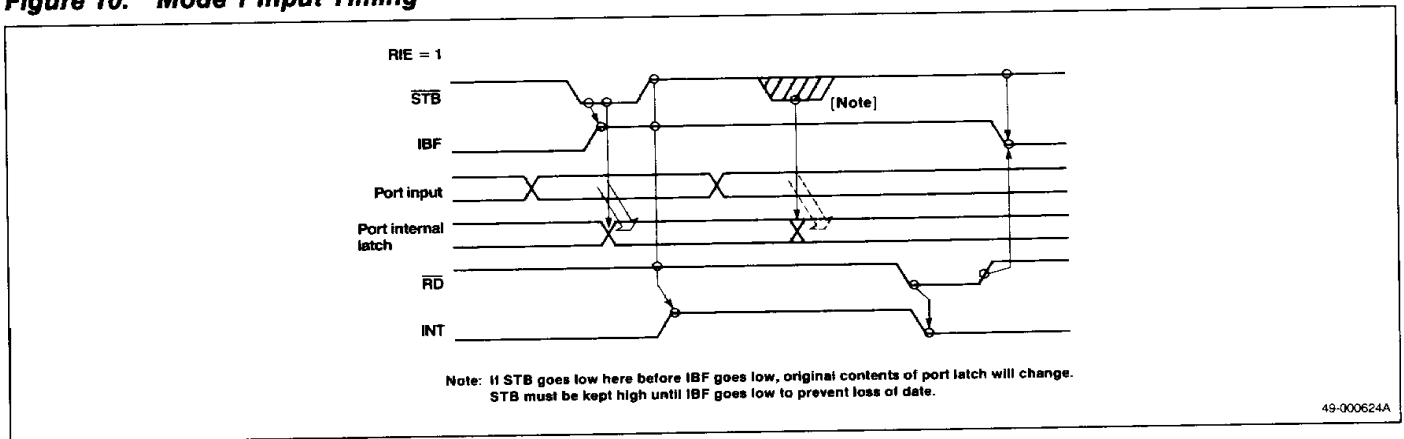 Figure 10. Mode 1 Input Timing
RIE = 1
STB
[Note]
IBF
Port input
Port internal
latch
RD
INT
Note: If STB goes low here before IBF goes low, original contents of port latch will change.
STB must be kept high until IBF goes low to prevent loss of date.
49-000624A